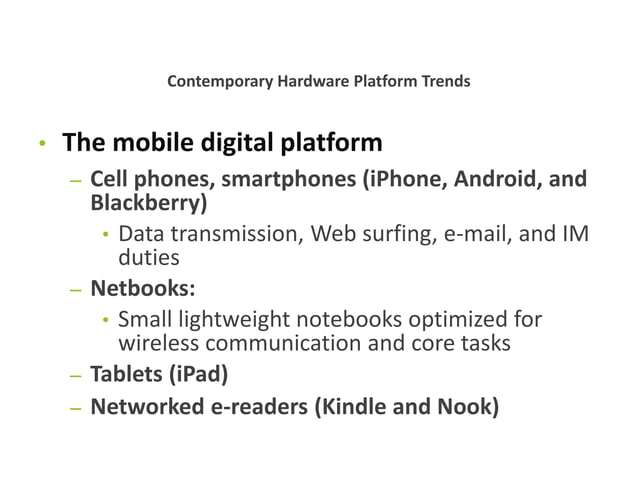 Contemporary Hardware Platform Trends
• The mobile digital platform
– Cell phones, smartphones (iPhone, Android, and
Blackberry)
• Data transmission, Web surfing, e-mail, and IM
duties
– Netbooks:
• Small lightweight notebooks optimized for
wireless communication and core tasks
– Tablets (iPad)
– Networked e-readers (Kindle and Nook)